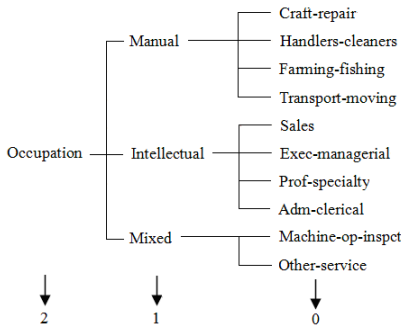 Craft-repair
Manual
Handlers-cleaners
Farming-fishing
Transport-moving
Sales
Occupation
Intellectual
Exec-managerial
Prof-specialty
Adm-clerical
Mixed
Machine-op-inspct
Other-service
2
1
0